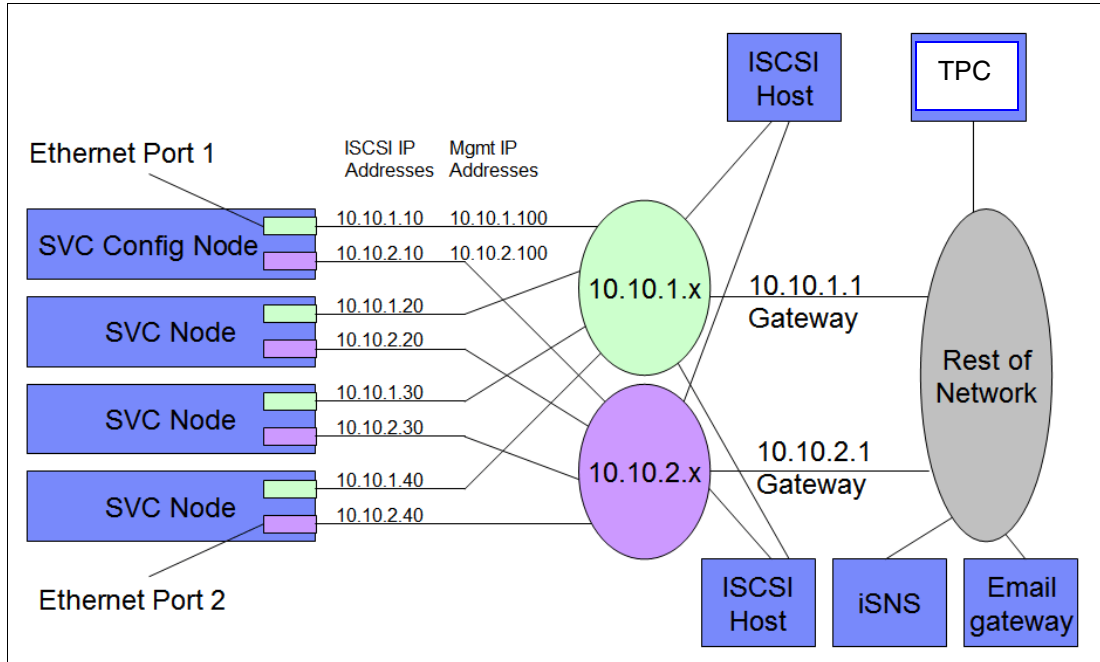 ISCSI
Host
TPC
Ethernet Port 1
ISCSI IP
Addresses
Mgmt IP
Addresses
SVC Config Node
10.10.1.10
10.10.1.100
10.10.2.10
10.10.2.100
SVC Node
10.10.1.20
10.10.2.20
SVC Node
10.10.1.30
10.10.2.30
SVC Node
10.10.1.40
10.10.2.40
Ethernet Port 2
10.10.1.x
10.10.2.x
10.10.1.1
Gateway
10.10.2.1
Gateway
Rest of
Network
ISCSI
Host
iSNS
Email
gateway